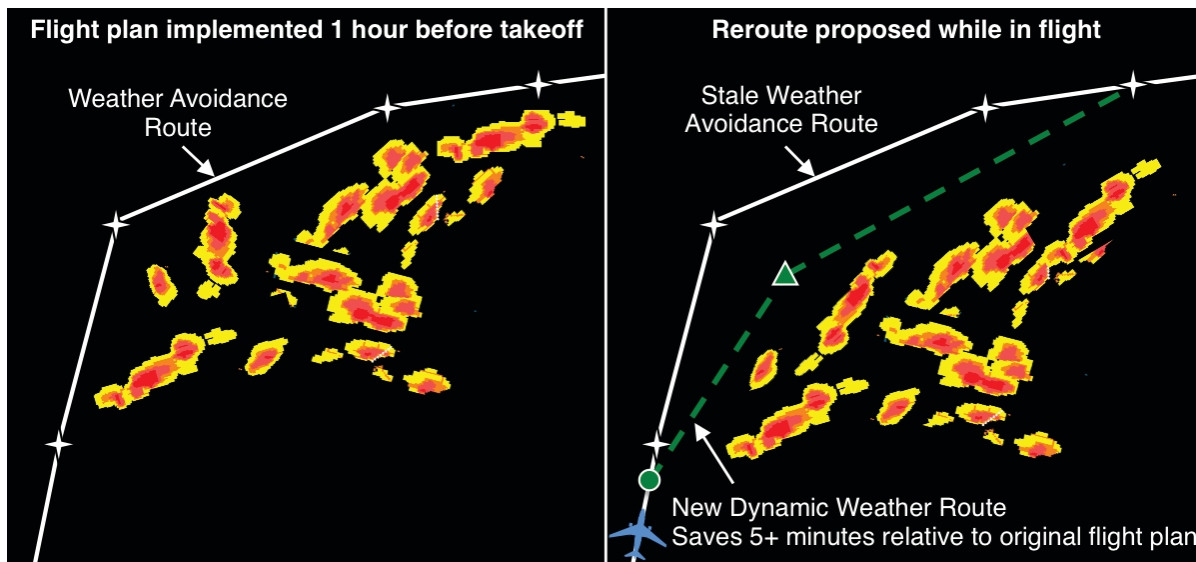 Flight plan implemented 1 hour before takeoff
Weather Avoidance
Route
Reroute proposed while in flight
Stale Weather
Avoidance Route
New Dynamic Weather Route
Saves 5+ minutes relative to original flight plan